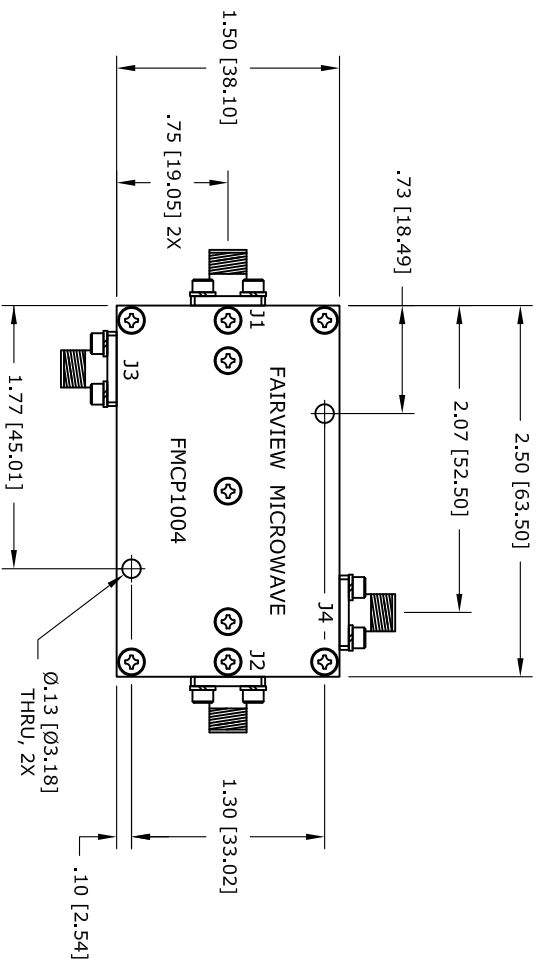 2.50 [63.50]
2.07 [52.50]
.73 [18.49]
1.50 [38.10]
.75 [19.05] 2X
J1
J4
FAIRVIEW MICROWAVE
FMCP1004
J3
J2
1.30 [33.02]
.10 [2.54]
1.77 [45.01]
Ø.13 [Ø3.18]
THRU, 2X